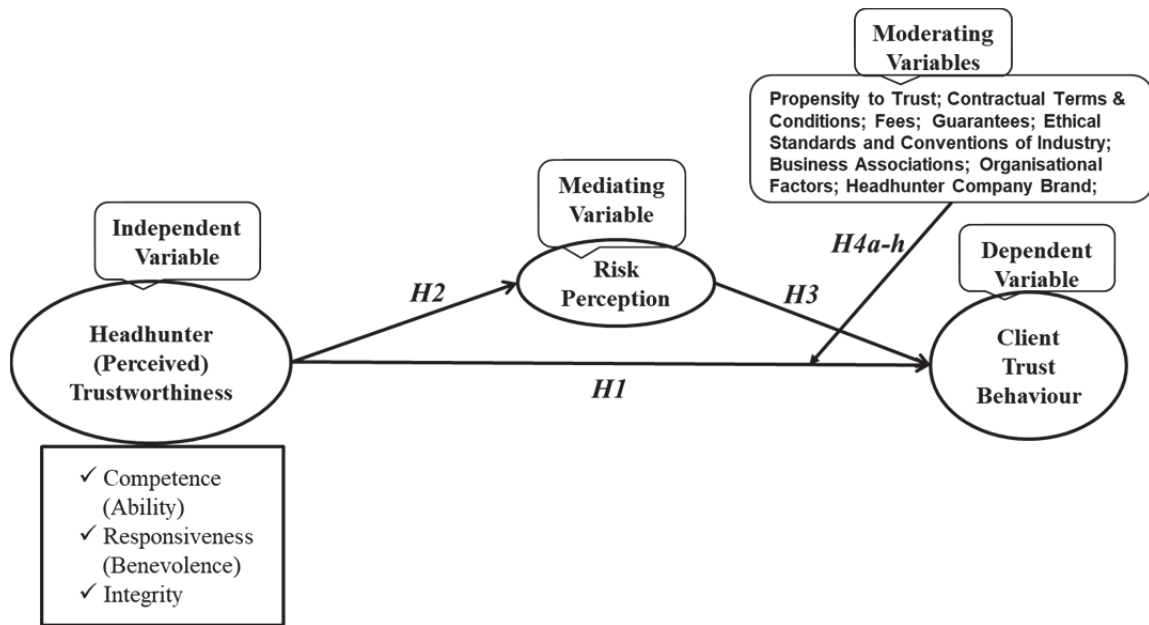 Moderating
Variables
Propensity to Trust; Contractual Terms &
Conditions; Fees; Guarantees; Ethical
Standards and Conventions of Industry;
Business Associations; Organisational
Factors; Headhunter Company Brand;
Mediating
Variable
Independent
Variable
H4a-h
Dependent
Variable
Risk
Perception
H2
H3
Headhunter
(Perceived)
Trustworthiness
Client
Trust
Behaviour
H1
✓ Competence
(Ability)
✓ Responsiveness
(Benevolence)
✓ Integrity